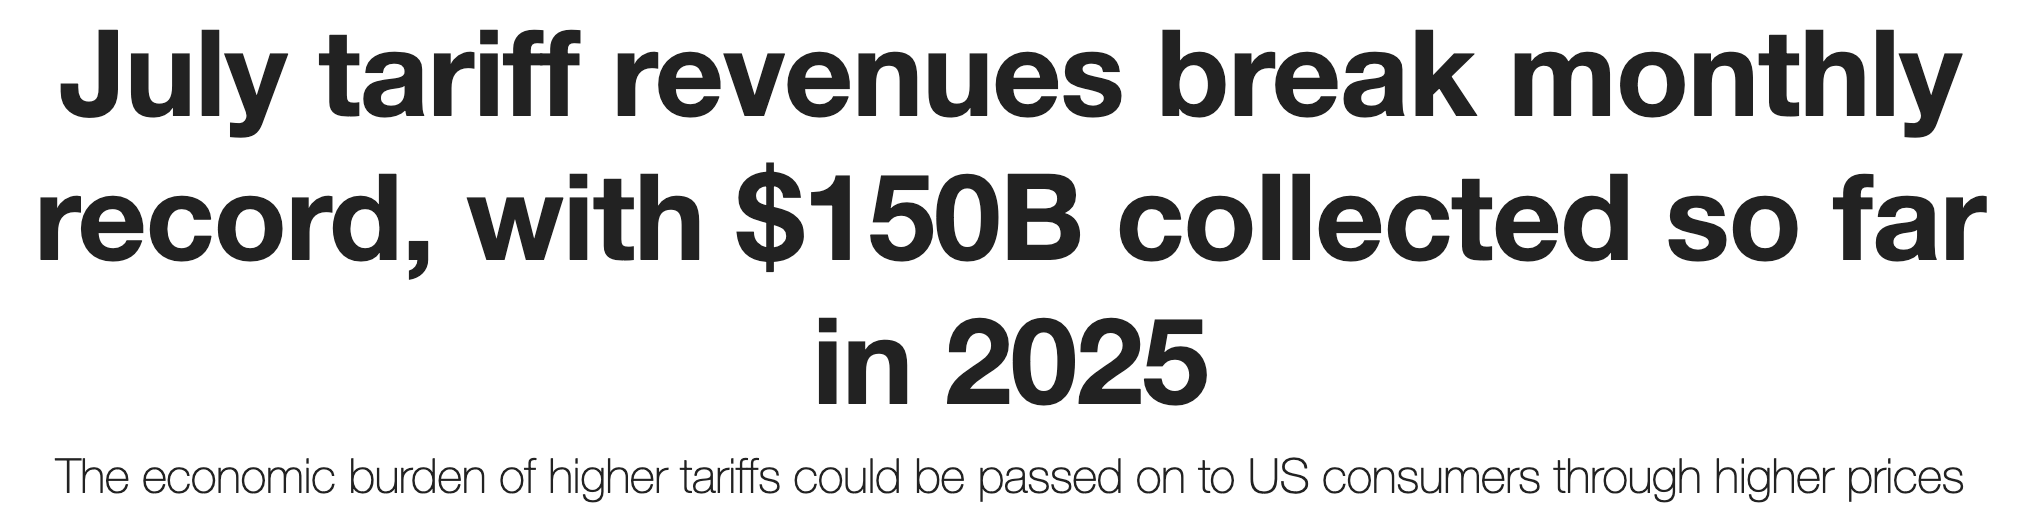 July tariff revenues break monthly
record, with $150B collected so far
in 2025
The economic burden of higher tariffs could be passed on to US consumers through higher prices